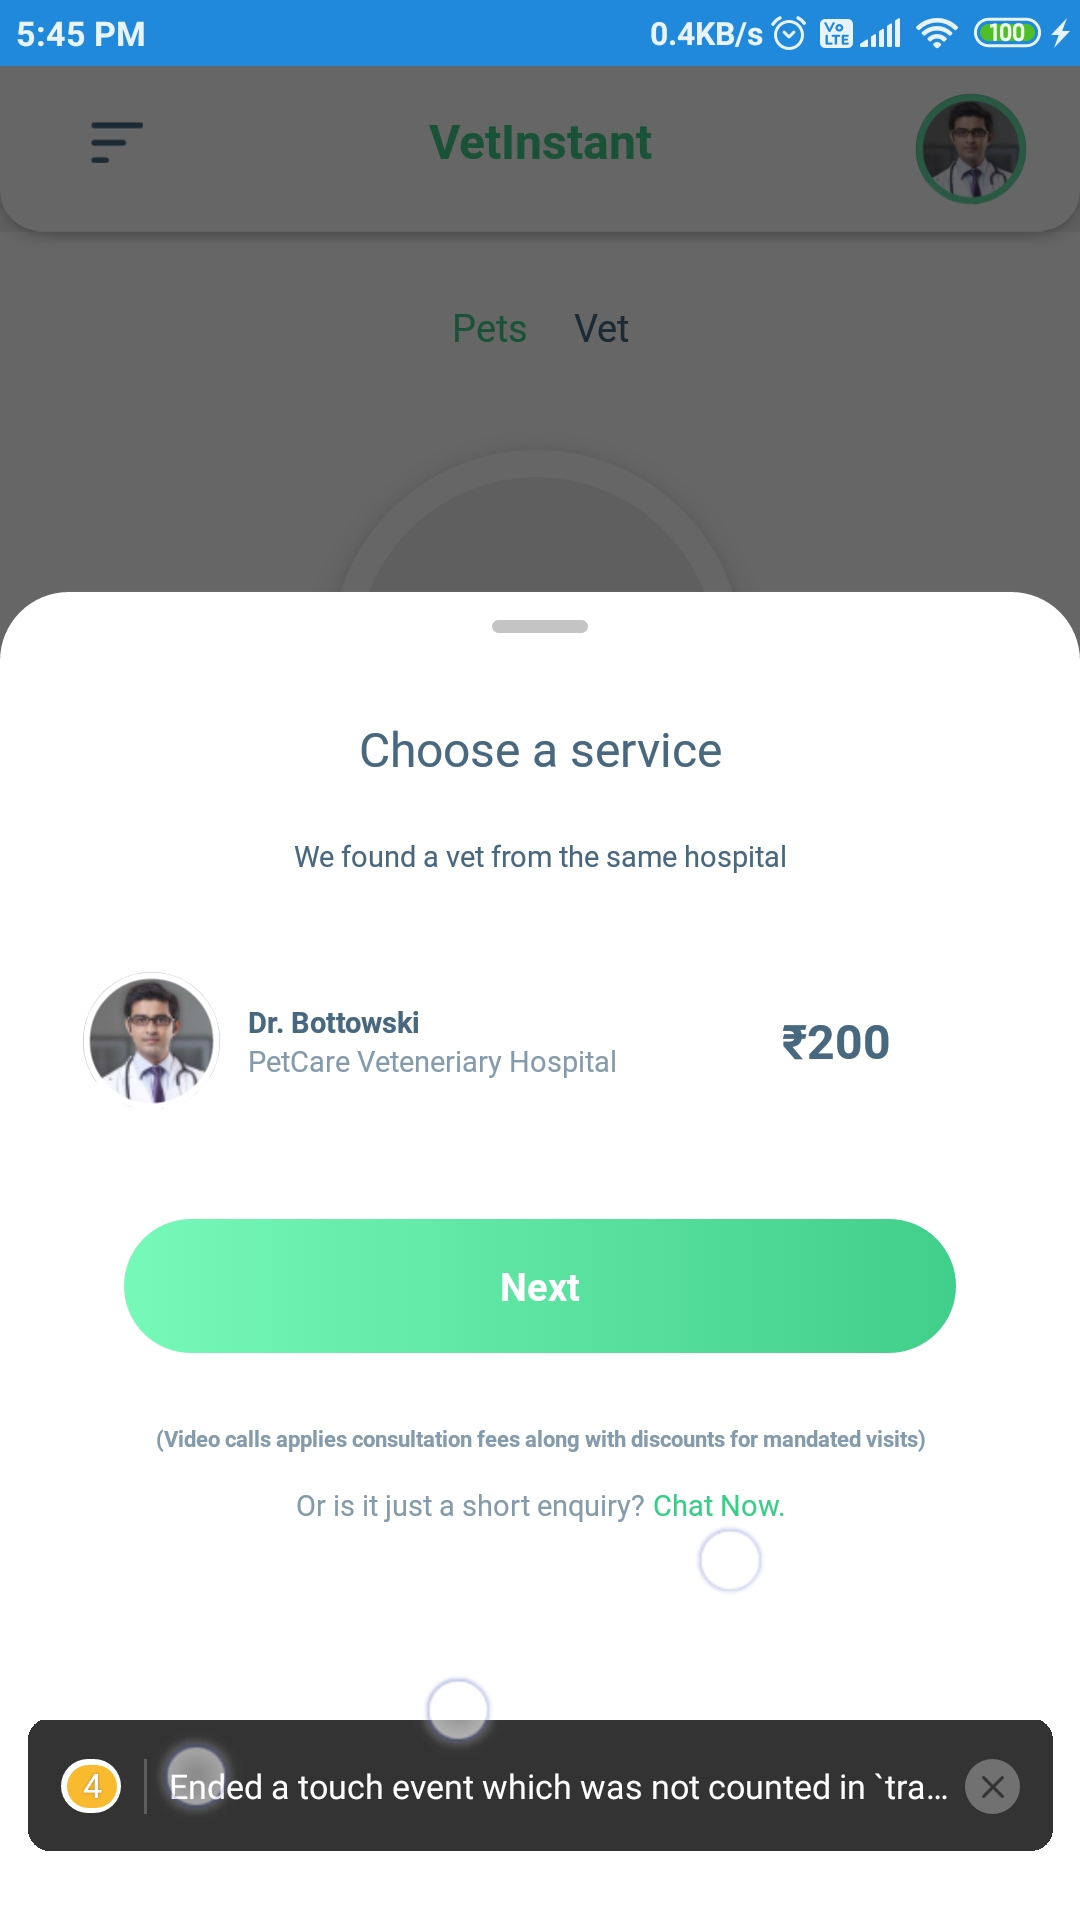 5:45 PM
0.4KB/s
Vo LTE
100
VetInstant
Pets Vet
Choose a service
We found a vet from the same hospital
Dr. Bottowski
PetCare Veteneriary Hospital
₹200
Next
(Video calls applies consultation fees along with discounts for mandated visits)
Or is it just a short enquiry? Chat Now.
4
Ended a touch event which was not counted in `tra...